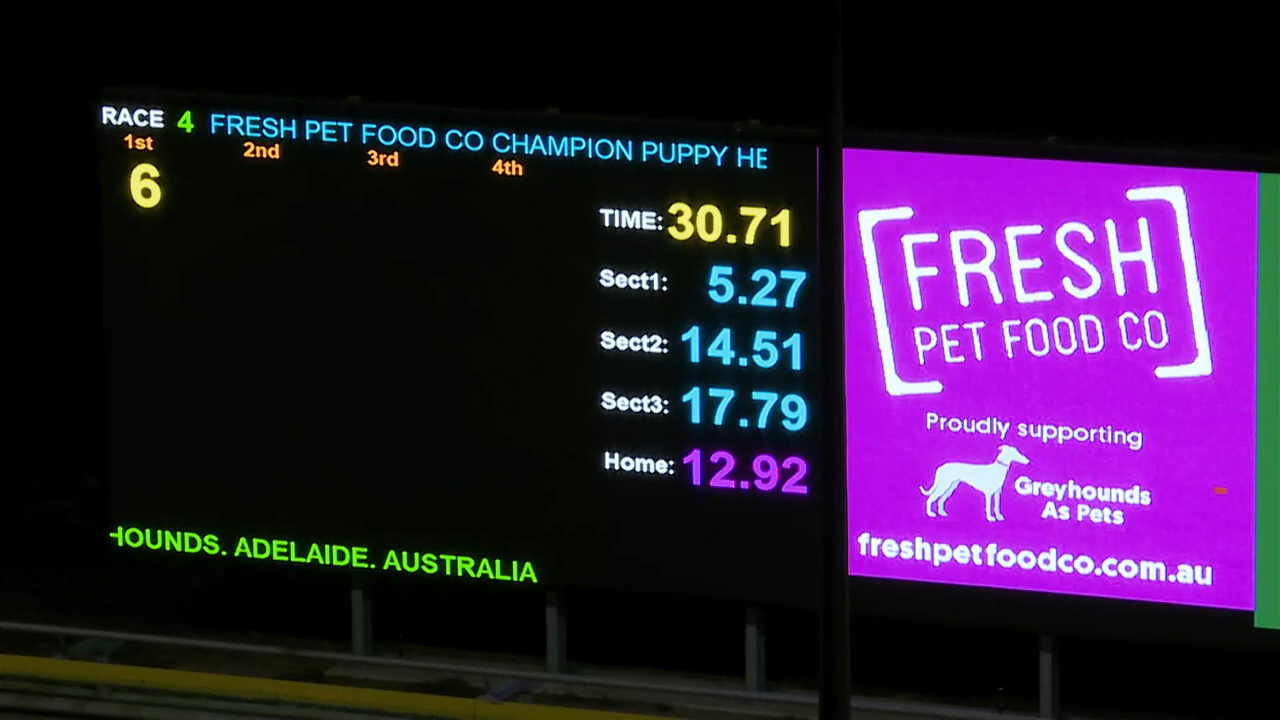 RACE 4 FRESH PET FOOD CO CHAMPION PUPPY HE
1st 2nd 3rd 4th
6
TIME: 30.71
Sect1: 5.27
Sect2: 14.51
Sect3: 17.79
Home: 12.92
HOUNDS. ADELAIDE. AUSTRALIA
FRESH
PET FOOD CO
Proudly supporting
Greyhounds
As Pets
freshpetfoodco.com.au